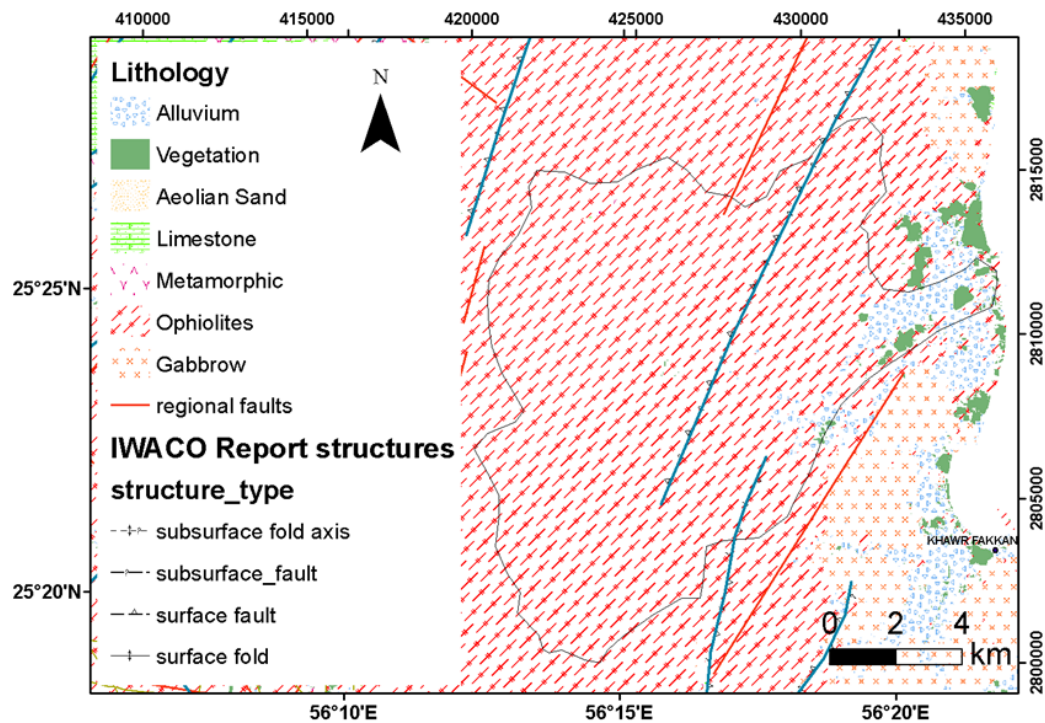 410000 415000 420000 425000 430000 435000
Lithology
N
Alluvium
Vegetation
Aeolian Sand
Limestone
Metamorphic
Ophiolites
Gabbrow
regional faults
IWACO Report structures
structure_type
subsurface fold axis
subsurface_fault
surface fault
surface fold
25°25'N
25°20'N
2815000
2810000
2805000
2800000
KHAWR FAKKAN
0 2 4
km
56°10'E 56°15'E 56°20'E